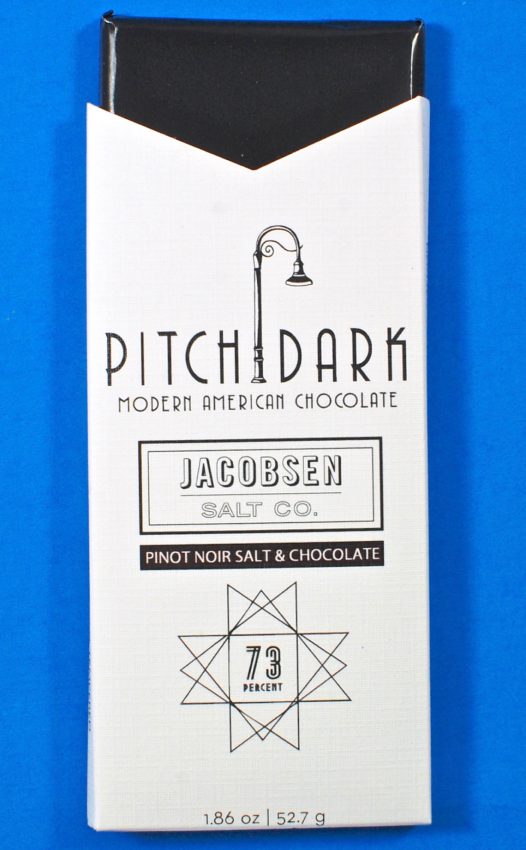 PITCH DARK
MODERN AMERICAN CHOCOLATE
JACOBSEN
SALT CO.
PINOT NOIR SALT & CHOCOLATE
73
PERCENT
1.86 oz | 52.7 g